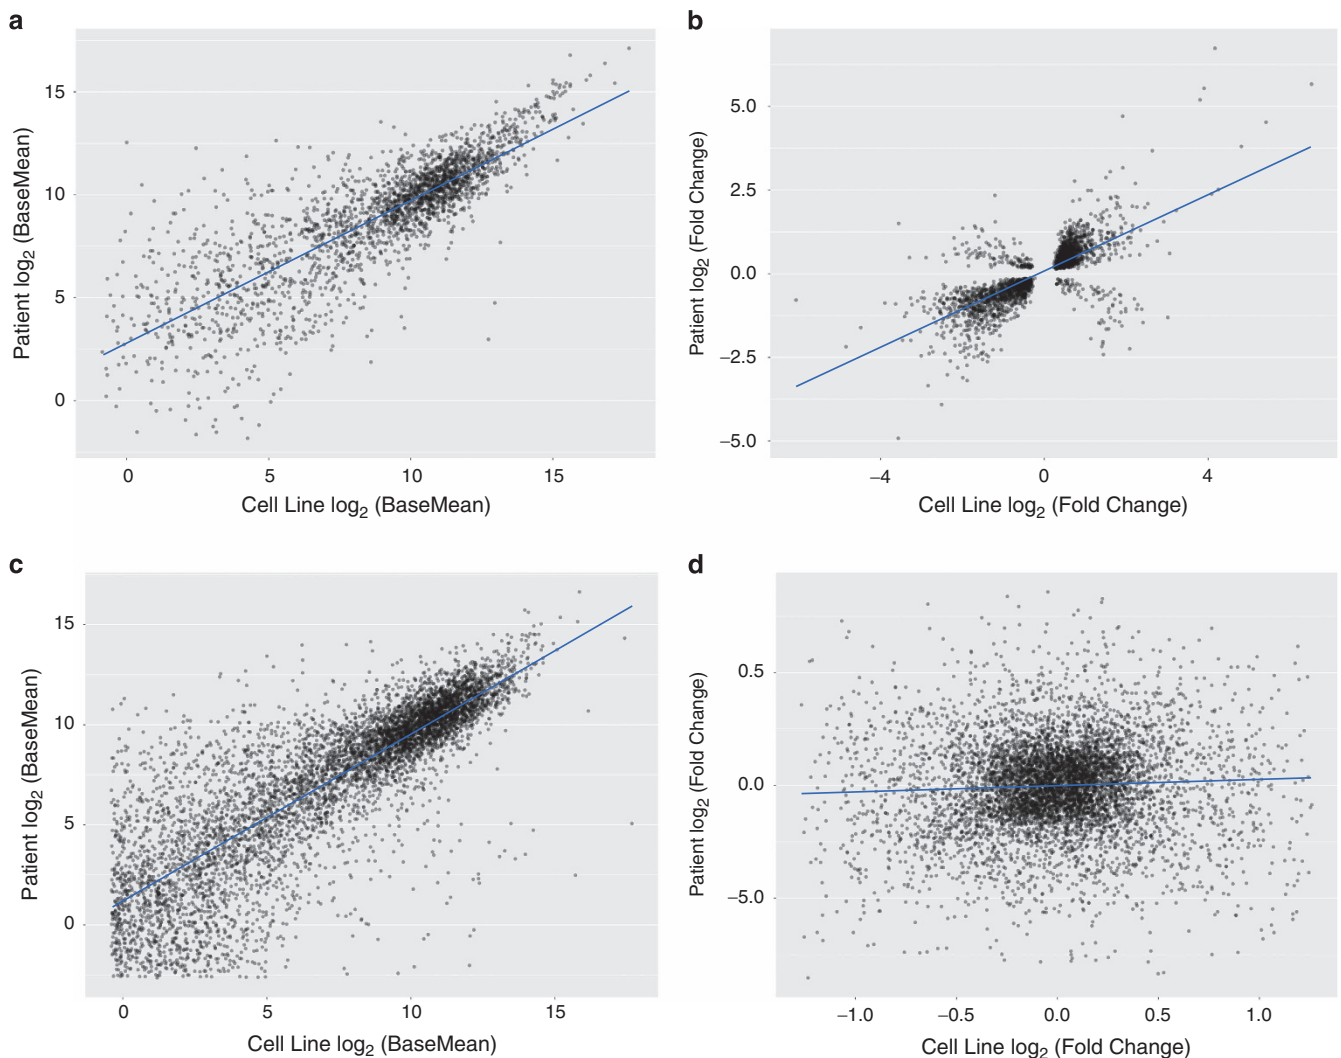 a
15
10
5
0
Patient log2 (BaseMean)
0 5 10 15
Cell Line log2 (BaseMean)
b
5.0
2.5
0.0
−2.5
−5.0
Patient log2 (Fold Change)
−4 0 4
Cell Line log2 (Fold Change)
c
15
10
5
0
Patient log2 (BaseMean)
0 5 10 15
Cell Line log2 (BaseMean)
d
0.5
0.0
−5.0
Patient log2 (Fold Change)
−1.0 −0.5 0.0 0.5 1.0
Cell Line log2 (Fold Change)